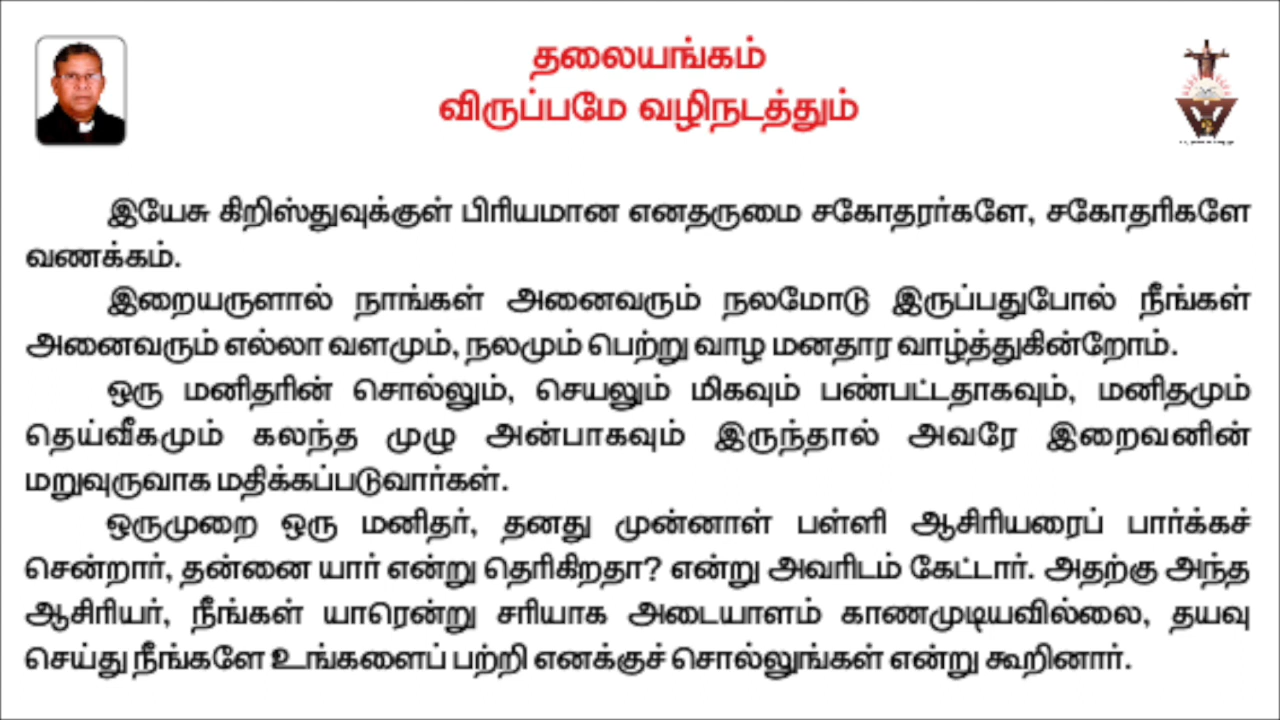 தலையங்கம்
விருப்பமே வழிநடத்தும்
இயேசு கிறிஸ்துவுக்குள் பிரியமான எனதருமை சகோதரர்களே, சகோதரிகளே
வணக்கம்.
இறையருளால் நாங்கள் அனைவரும் நலமோடு இருப்பதுபோல் நீங்கள்
அனைவரும் எல்லா வளமும், நலமும் பெற்று வாழ மனதார வாழ்த்துகின்றோம்.
ஒரு மனிதரின் சொல்லும், செயலும் மிகவும் பண்பட்டதாகவும், மனிதமும்
தெய்வீகமும் கலந்த முழு அன்பாகவும் இருந்தால் அவரே இறைவனின்
மறுவுருவாக மதிக்கப்படுவார்கள்.
ஒருமுறை ஒரு மனிதர், தனது முன்னாள் பள்ளி ஆசிரியரைப் பார்க்கச்
சென்றார், தன்னை யார் என்று தெரிகிறதா? என்று அவரிடம் கேட்டார். அதற்கு அந்த
ஆசிரியர், நீங்கள் யாரென்று சரியாக அடையாளம் காணமுடியவில்லை, தயவு
செய்து நீங்களே உங்களைப் பற்றி எனக்குச் சொல்லுங்கள் என்று கூறினார்.